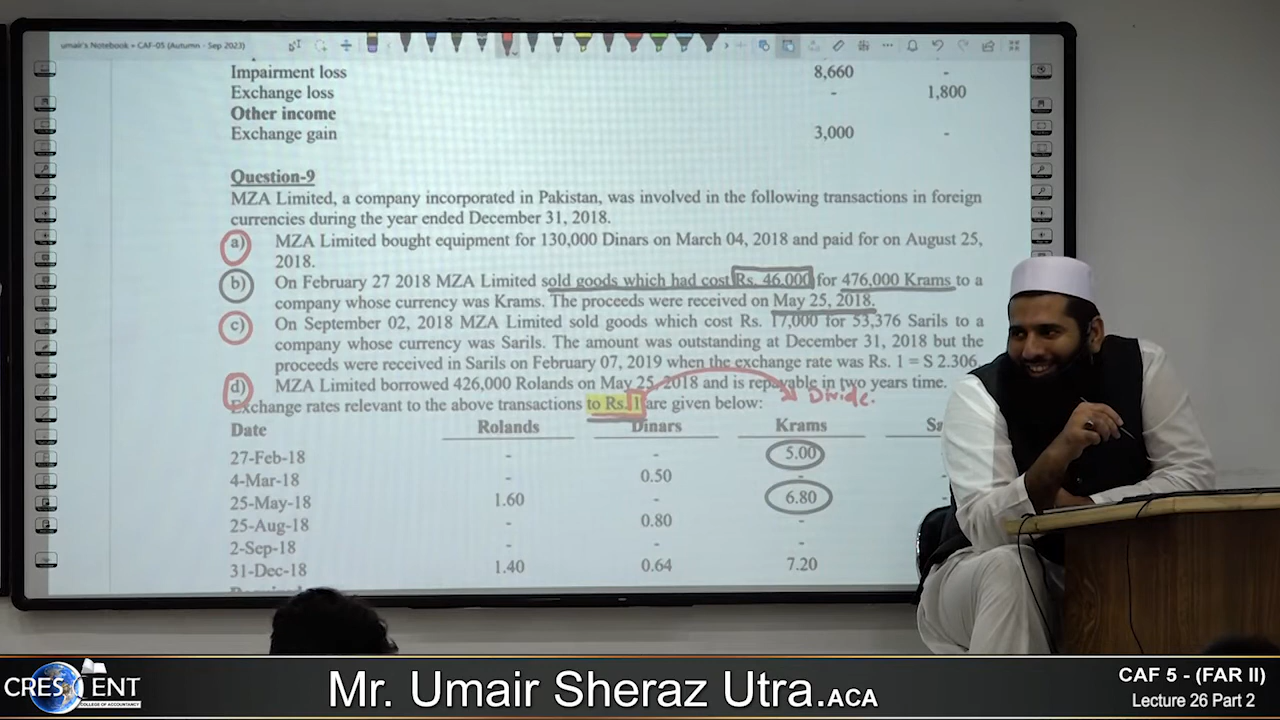 umair's Notebook » CAF-05 (Autumn - Sep 2023)
Impairment loss 8,660 -
Exchange loss - 1,800
Other income
Exchange gain 3,000 -
Question-9
MZA Limited, a company incorporated in Pakistan, was involved in the following transactions in foreign
currencies during the year ended December 31, 2018.
a) MZA Limited bought equipment for 130,000 Dinars on March 04, 2018 and paid for on August 25,
2018.
b) On February 27 2018 MZA Limited sold goods which had cost Rs. 46,000 for 476,000 Krams to a
company whose currency was Krams. The proceeds were received on May 25, 2018.
c) On September 02, 2018 MZA Limited sold goods which cost Rs. 17,000 for 53,376 Sarils to a
company whose currency was Sarils. The amount was outstanding at December 31, 2018 but the
proceeds were received in Sarils on February 07, 2019 when the exchange rate was Rs. 1 = S 2.306.
d) MZA Limited borrowed 426,000 Rolands on May 25, 2018 and is repayable in two years time.
Divide.
Exchange rates relevant to the above transactions to Rs. 1 are given below:
Date Rolands Dinars Krams Sa
27-Feb-18 - - 5.00
4-Mar-18 - 0.50 -
25-May-18 1.60 - 6.80
25-Aug-18 - 0.80 -
2-Sep-18 - - -
31-Dec-18 1.40 0.64 7.20
CRESCENT
COLLEGE OF ACCOUNTANCY
Mr. Umair Sheraz Utra.ACA
CAF 5 - (FAR II)
Lecture 26 Part 2